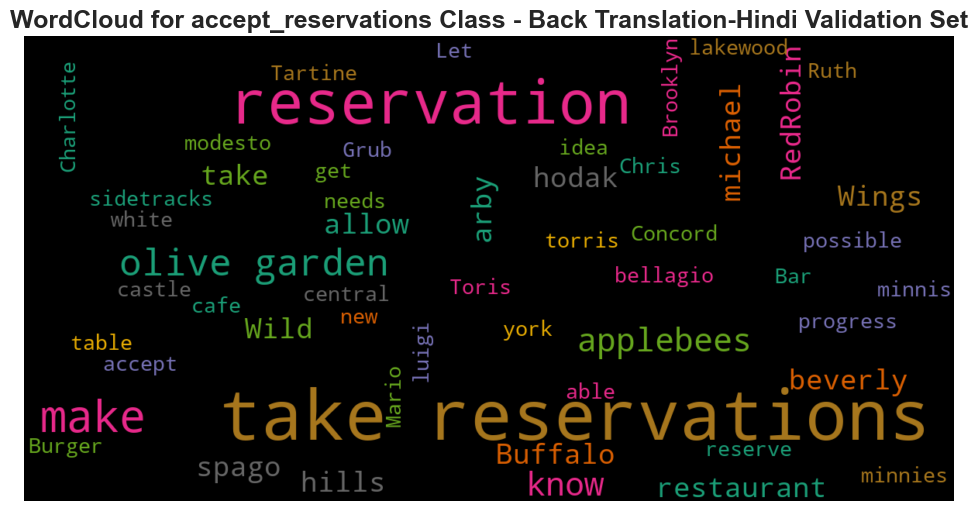 WordCloud for accept_reservations Class - Back Translation-Hindi Validation Set
Let
lakewood
Tartine
Ruth
Charlotte
Brooklyn
RedRobin
reservation
michael
modesto
Grub
idea
Chris
take
get
hodak
arby
sidetracks
needs
Wings
white
allow
torris
Concord
possible
olive garden
bellagio
Bar
castle
central
Toris
minnis
cafe
new
Wild
york
progress
table
luigi
applebees
accept
Mario
able
beverly
make
take reservations
Burger
Buffalo
reserve
spago
hills
know
restaurant
minnies